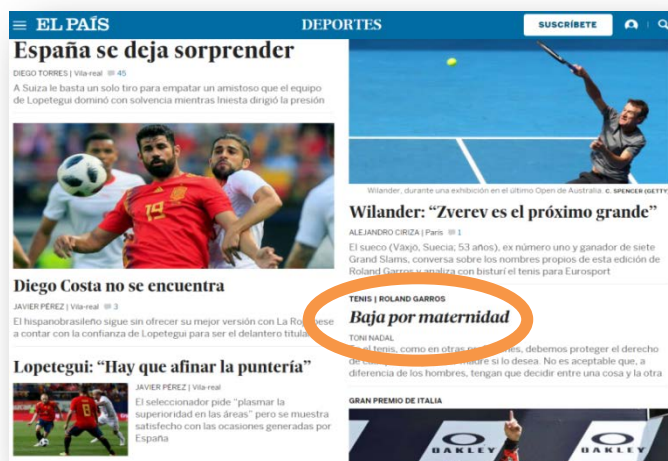 EL PAÍS
DEPORTES
SUSCRÍBETE
España se deja sorprender
DIEGO TORRES | Vila-real 45
A Suiza le basta un solo tiro para empatar un amistoso que el equipo
de Lopetegui dominó con solvencia mientras Iniesta dirigió la presión
19
Diego Costa no se encuentra
JAVIER PÉREZ | Vila-real 3
El hispanobrasileño sigue sin ofrecer su mejor versión con La Ro pese
a contar con la confianza de Lopetegui para ser el delantero titula
Lopetegui: “Hay que afinar la puntería”
8
JAVIER PÉREZ | Vila-real
El seleccionador pide “plasmar la
superioridad en las áreas” pero se muestra
satisfecho con las ocasiones generadas por
España
Wilander, durante una exhibición en el último Open de Australia. C. SPENCER (GETTY
Wilander: “Zverev es el próximo grande”
ALEJANDRO CIRIZA | París 1
El sueco (Växjö, Suecia; 53 años), ex número uno y ganador de siete
Grand Slams, conversa sobre los nombres propios de esta edición de
Roland Garros y analiza con bisturí el tenis para Eurosport
TENIS | ROLAND GARROS
Baja por maternidad
TONI NADAL
En el tenis, como en otras nes, debemos proteger el derecho
de si lo desea. No es aceptable que, a
diferencia de los hombres, tengan que decidir entre una cosa y la otra
GRAN PREMIO DE ITALIA
OAKLEY
OAKLEY